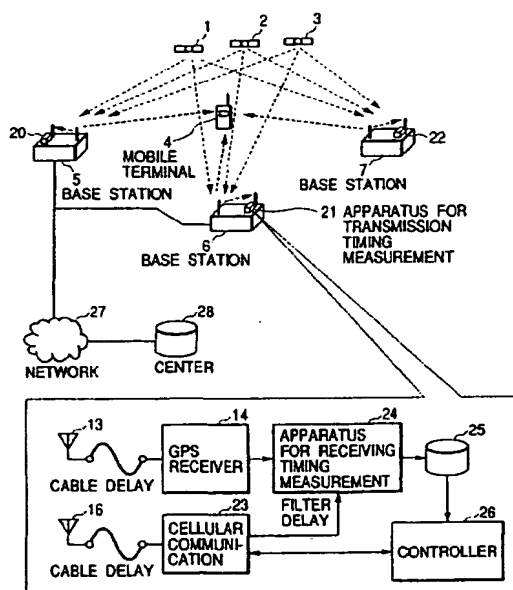 1
2
3
20
4
MOBILE
TERMINAL
22
5
BASE STATION
7
BASE STATION
21 APPARATUS FOR
TRANSMISSION
TIMING
MEASUREMENT
6
BASE STATION
27
28
NETWORK
CENTER
13
CABLE DELAY
14
GPS
RECEIVER
24
APPARATUS
FOR RECEIVING
TIMING
MEASUREMENT
25
16
CABLE DELAY
23
CELLULAR
COMMUNI-
CATION
FILTER
DELAY
26
CONTROLLER